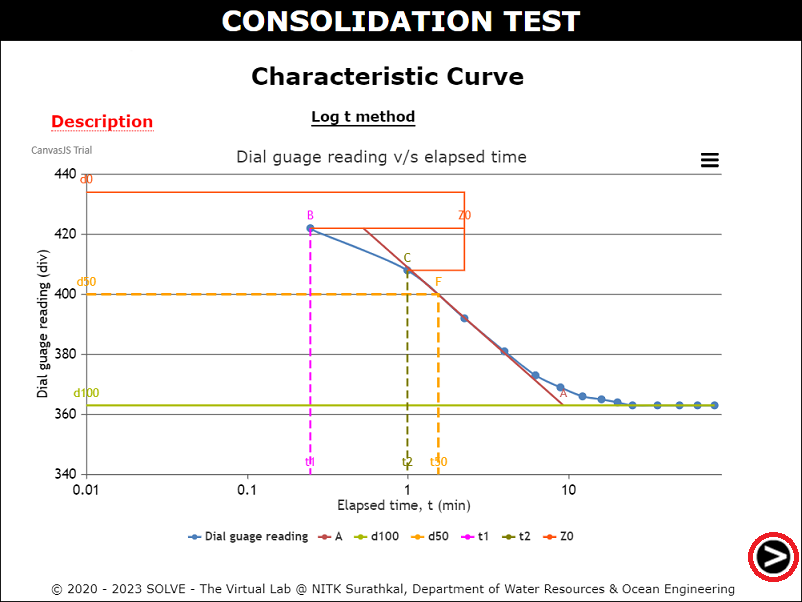 CONSOLIDATION TEST
Characteristic Curve
Description
Log t method
CanvasJS Trial
Dial guage reading v/s elapsed time
440
d0
B
Z0
420
C
Dial guage reading (div)
d50
F
400
380
d100
A
360
t1
t2
t50
340
0.01
0.1
1
10
Elapsed time, t (min)
Dial guage reading
A
d100
d50
t1
t2
Z0
>
© 2020 - 2023 SOLVE - The Virtual Lab @ NITK Surathkal, Department of Water Resources & Ocean Engineering